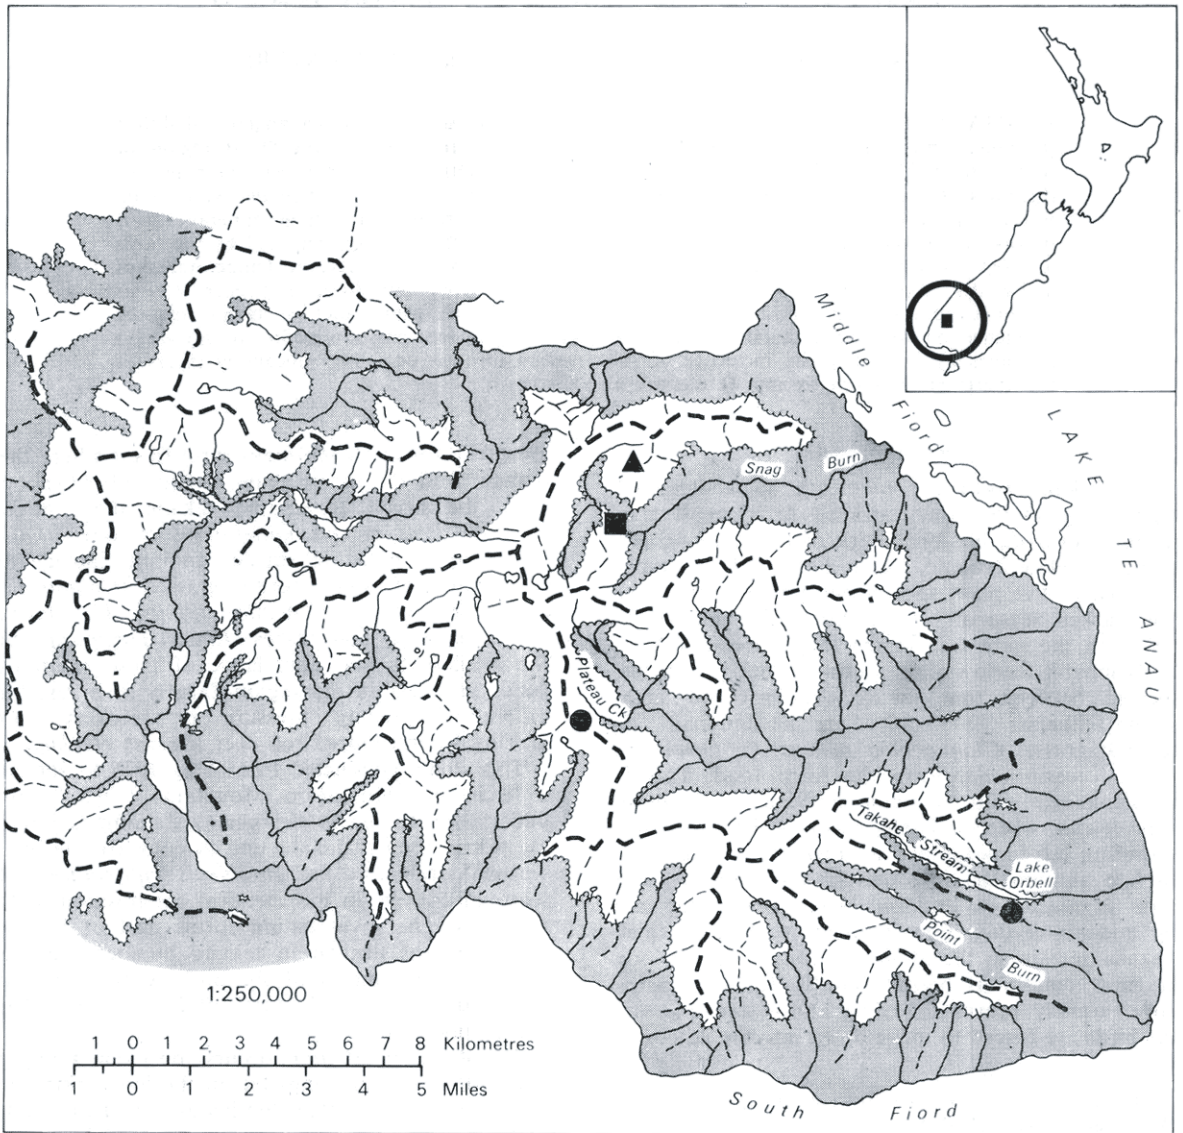 Middle
Fiord
LAKE
TE
ANAU
Snag
Burn
Plateau Ck
Takahe
Stream
Lake
Orbell
Point
Burn
1:250,000
1 0 1 2 3 4 5 6 7 8 Kilometres
1 0 1 2 3 4 5 Miles
South
Fiord